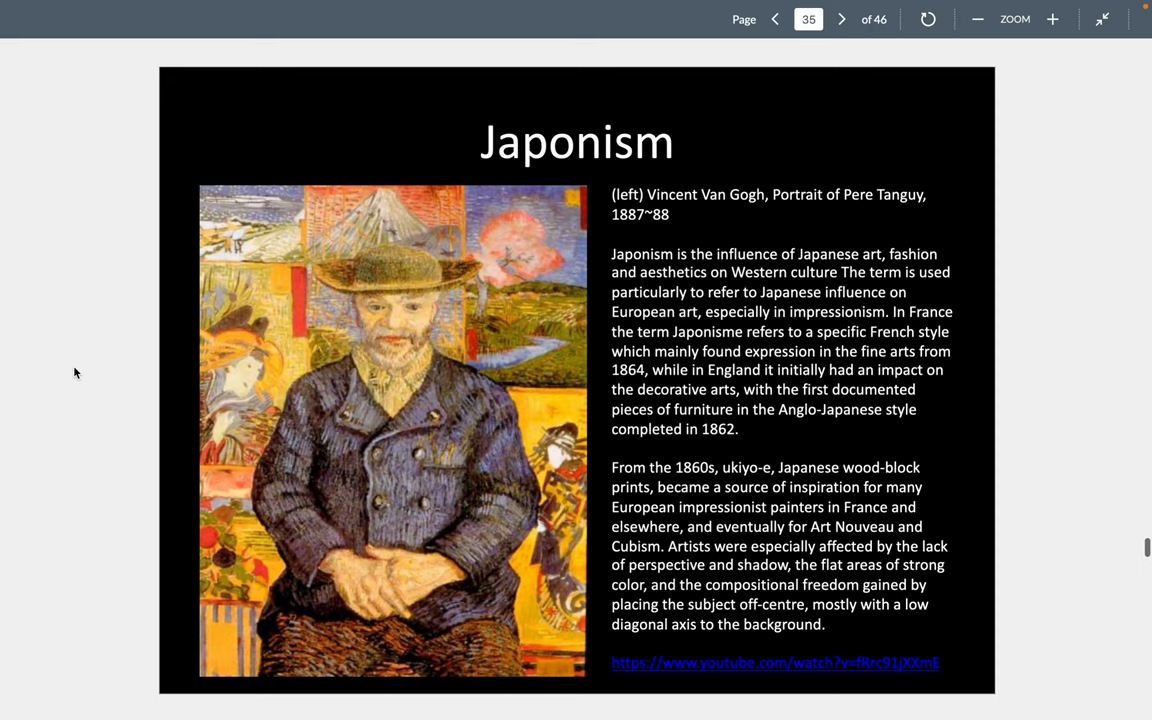 Page 35 of 46 ZOOM
Japonism
(left) Vincent Van Gogh, Portrait of Pere Tanguy,
1887~88
Japonism is the influence of Japanese art, fashion
and aesthetics on Western culture The term is used
particularly to refer to Japanese influence on
European art, especially in impressionism. In France
the term Japonisme refers to a specific French style
which mainly found expression in the fine arts from
1864, while in England it initially had an impact on
the decorative arts, with the first documented
pieces of furniture in the Anglo-Japanese style
completed in 1862.
From the 1860s, ukiyo-e, Japanese wood-block
prints, became a source of inspiration for many
European impressionist painters in France and
elsewhere, and eventually for Art Nouveau and
Cubism. Artists were especially affected by the lack
of perspective and shadow, the flat areas of strong
color, and the compositional freedom gained by
placing the subject off-centre, mostly with a low
diagonal axis to the background.
https://www.youtube.com/watch?v=fRrc91jXXmE